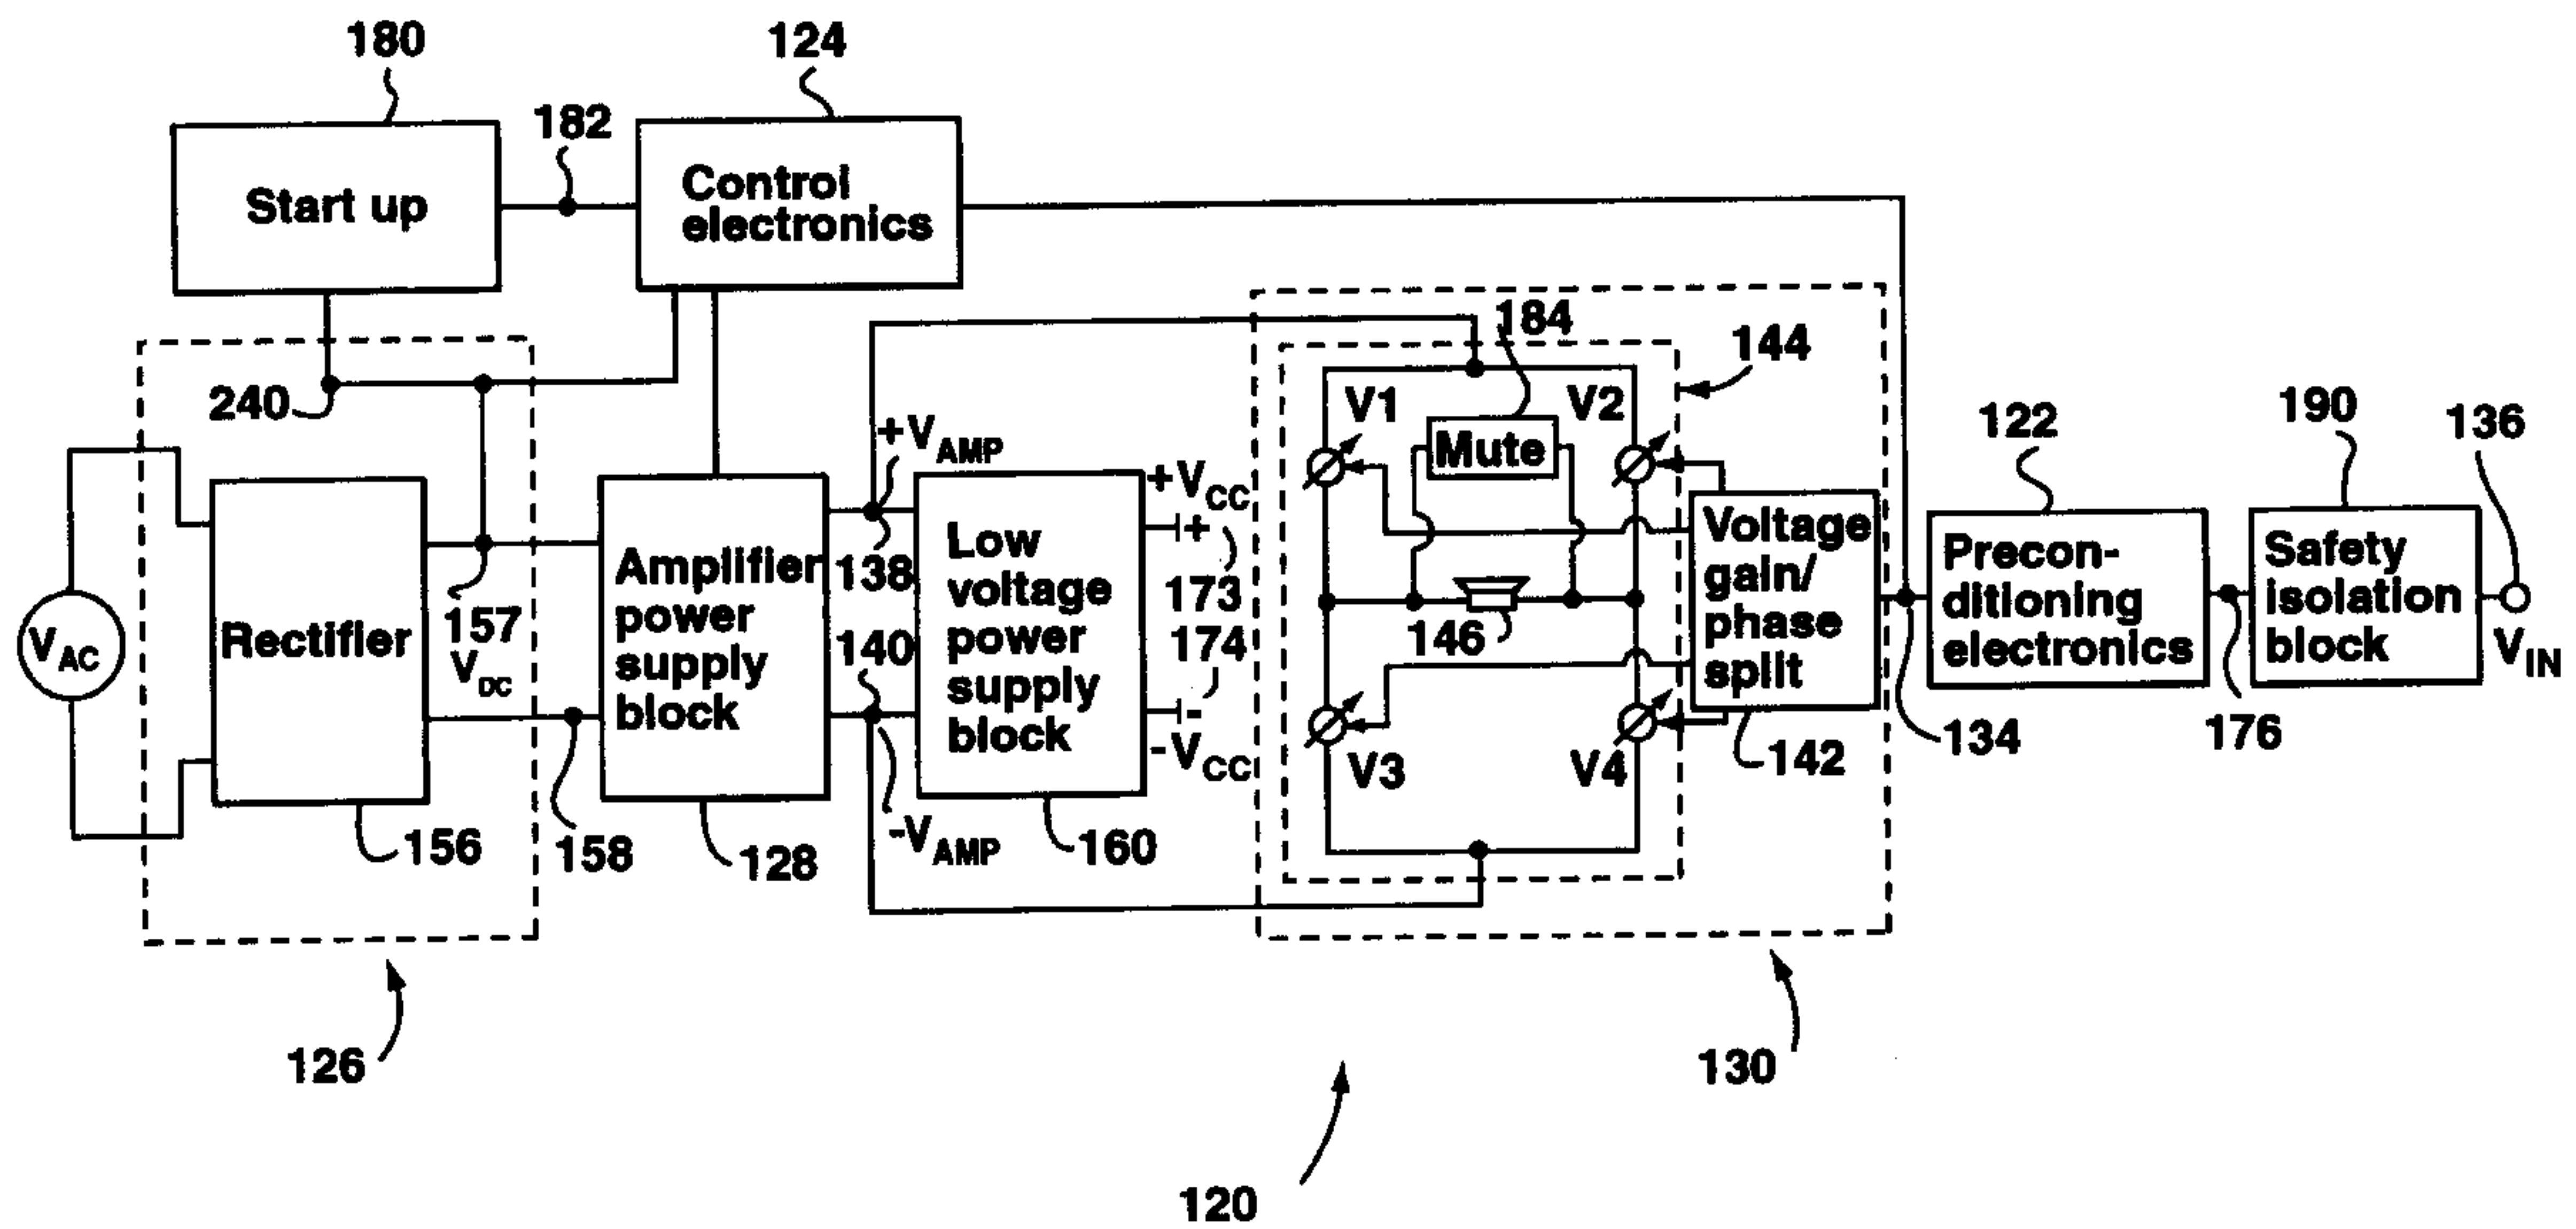 180
124
182
Start up
Control
electronics
184
144
240
V1
V2
Mute
122
190
136
+VAMP
+VCC
+
138
173
Rectifier
VAC
157
VDC
Amplifier
power
supply
block
Low
voltage
power
supply
block
140
174
-
-VCC
146
Voltage
gain/
phase
split
Precon-
ditioning
electronics
Safety
isolation
block
VIN
V3
V4
142
134
176
156
158
128
-VAMP
160
126
130
120